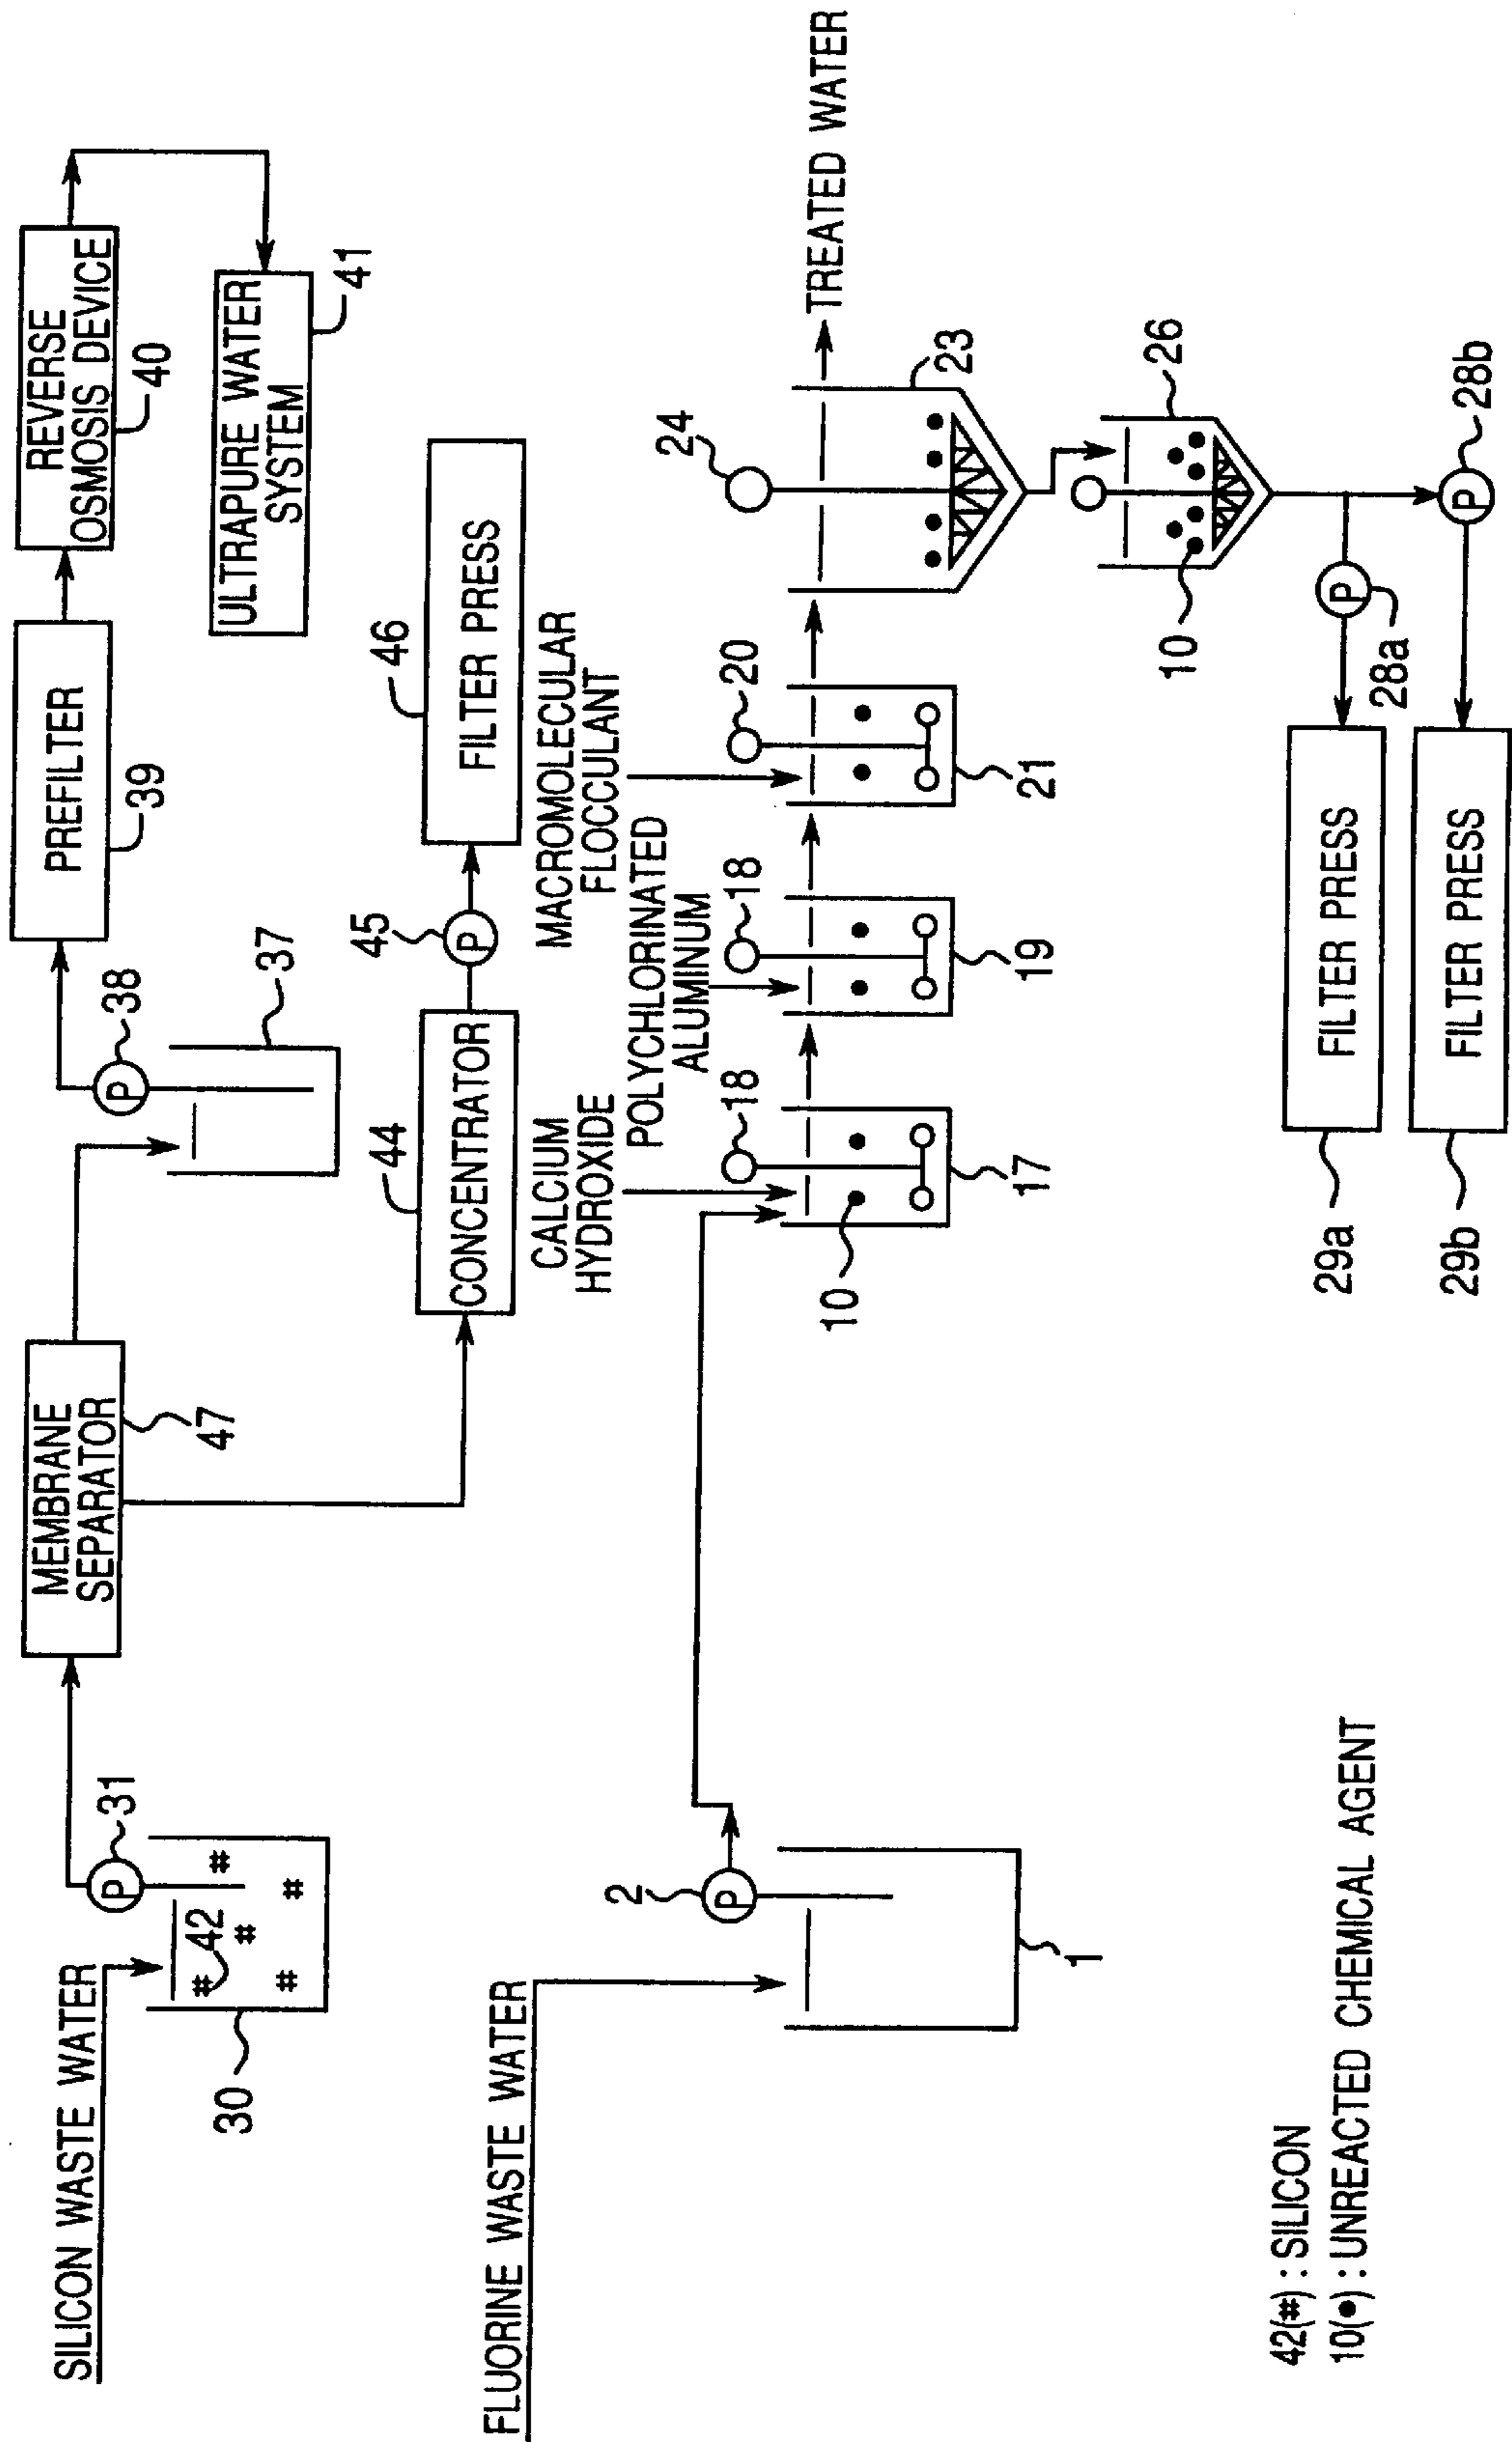 SILICON WASTE WATER
30
42
P
31
MEMBRANE
SEPARATOR
47
37
P
38
PREFILTER
39
REVERSE
OSMOSIS DEVICE
40
ULTRAPURE WATER
SYSTEM
41
CONCENTRATOR
44
P
45
FILTER PRESS
46
FLUORINE WASTE WATER
1
P
2
CALCIUM
HYDROXIDE
18
10
17
POLYCHLORINATED
ALUMINUM
18
19
MACROMOLECULAR
FLOCCULANT
20
21
24
23
TREATED WATER
26
10
P
28a
P
28b
FILTER PRESS
29a
FILTER PRESS
29b
42(#) : SILICON
10(●) : UNREACTED CHEMICAL AGENT